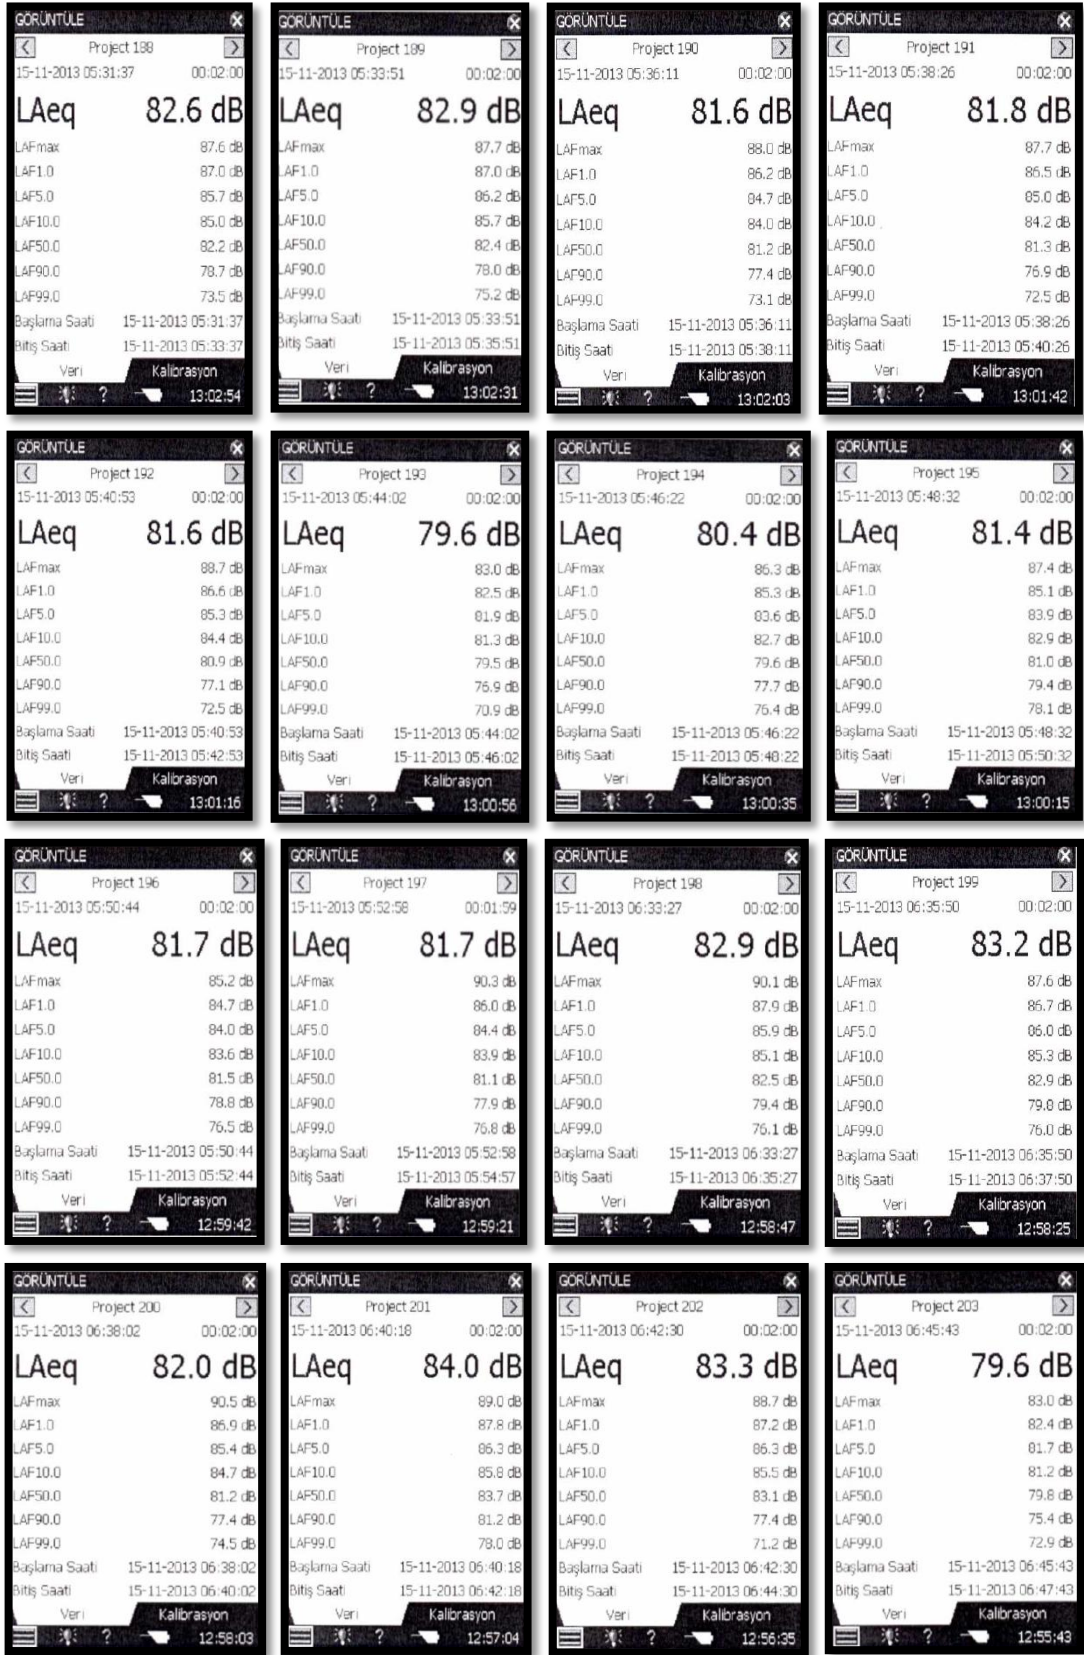 GÖRÜNTÜLE
Project 188
15-11-2013 05:31:37 00:02:00
LAeq 82.6 dB
LAFmax 87.6 dB
LAF1.0 87.0 dB
LAF5.0 85.7 dB
LAF10.0 85.0 dB
LAF50.0 82.2 dB
LAF90.0 78.7 dB
LAF99.0 73.5 dB
Başlama Saati 15-11-2013 05:31:37
Bitiş Saati 15-11-2013 05:33:37
Veri Kalibrasyon
? 13:02:54
GÖRÜNTÜLE
Project 189
15-11-2013 05:33:51 00:02:00
LAeq 82.9 dB
LAFmax 87.7 dB
LAF1.0 87.0 dB
LAF5.0 86.2 dB
LAF10.0 85.7 dB
LAF50.0 82.4 dB
LAF90.0 78.0 dB
LAF99.0 75.2 dB
Başlama Saati 15-11-2013 05:33:51
Bitiş Saati 15-11-2013 05:35:51
Veri Kalibrasyon
? 13:02:31
GÖRÜNTÜLE
Project 190
15-11-2013 05:36:11 00:02:00
LAeq 81.6 dB
LAFmax 88.0 dB
LAF1.0 86.2 dB
LAF5.0 84.7 dB
LAF10.0 84.0 dB
LAF50.0 81.2 dB
LAF90.0 77.4 dB
LAF99.0 73.1 dB
Başlama Saati 15-11-2013 05:36:11
Bitiş Saati 15-11-2013 05:38:11
Veri Kalibrasyon
? 13:02:03
GÖRÜNTÜLE
Project 191
15-11-2013 05:38:26 00:02:00
LAeq 81.8 dB
LAFmax 87.7 dB
LAF1.0 86.5 dB
LAF5.0 85.0 dB
LAF10.0 84.2 dB
LAF50.0 81.3 dB
LAF90.0 76.9 dB
LAF99.0 72.5 dB
Başlama Saati 15-11-2013 05:38:26
Bitiş Saati 15-11-2013 05:40:26
Veri Kalibrasyon
? 13:01:42
GÖRÜNTÜLE
Project 192
15-11-2013 05:40:53 00:02:00
LAeq 81.6 dB
LAFmax 88.7 dB
LAF1.0 86.6 dB
LAF5.0 85.3 dB
LAF10.0 84.4 dB
LAF50.0 80.9 dB
LAF90.0 77.1 dB
LAF99.0 72.5 dB
Başlama Saati 15-11-2013 05:40:53
Bitiş Saati 15-11-2013 05:42:53
Veri Kalibrasyon
? 13:01:16
GÖRÜNTÜLE
Project 193
15-11-2013 05:44:02 00:02:00
LAeq 79.6 dB
LAFmax 83.0 dB
LAF1.0 82.5 dB
LAF5.0 81.9 dB
LAF10.0 81.3 dB
LAF50.0 79.5 dB
LAF90.0 76.9 dB
LAF99.0 70.9 dB
Başlama Saati 15-11-2013 05:44:02
Bitiş Saati 15-11-2013 05:46:02
Veri Kalibrasyon
? 13:00:56
GÖRÜNTÜLE
Project 194
15-11-2013 05:46:22 00:02:00
LAeq 80.4 dB
LAFmax 86.3 dB
LAF1.0 85.3 dB
LAF5.0 83.6 dB
LAF10.0 82.7 dB
LAF50.0 79.6 dB
LAF90.0 77.7 dB
LAF99.0 76.4 dB
Başlama Saati 15-11-2013 05:46:22
Bitiş Saati 15-11-2013 05:48:22
Veri Kalibrasyon
? 13:00:35
GÖRÜNTÜLE
Project 195
15-11-2013 05:48:32 00:02:00
LAeq 81.4 dB
LAFmax 87.4 dB
LAF1.0 85.1 dB
LAF5.0 83.9 dB
LAF10.0 82.9 dB
LAF50.0 81.0 dB
LAF90.0 79.4 dB
LAF99.0 78.1 dB
Başlama Saati 15-11-2013 05:48:32
Bitiş Saati 15-11-2013 05:50:32
Veri Kalibrasyon
? 13:00:15
GÖRÜNTÜLE
Project 196
15-11-2013 05:50:44 00:02:00
LAeq 81.7 dB
LAFmax 85.2 dB
LAF1.0 84.7 dB
LAF5.0 84.0 dB
LAF10.0 83.6 dB
LAF50.0 81.5 dB
LAF90.0 78.8 dB
LAF99.0 76.5 dB
Başlama Saati 15-11-2013 05:50:44
Bitiş Saati 15-11-2013 05:52:44
Veri Kalibrasyon
? 12:59:42
GÖRÜNTÜLE
Project 197
15-11-2013 05:52:58 00:01:59
LAeq 81.7 dB
LAFmax 90.3 dB
LAF1.0 86.0 dB
LAF5.0 84.4 dB
LAF10.0 83.9 dB
LAF50.0 81.1 dB
LAF90.0 77.9 dB
LAF99.0 76.8 dB
Başlama Saati 15-11-2013 05:52:58
Bitiş Saati 15-11-2013 05:54:57
Veri Kalibrasyon
? 12:59:21
GÖRÜNTÜLE
Project 198
15-11-2013 06:33:27 00:02:00
LAeq 82.9 dB
LAFmax 90.1 dB
LAF1.0 87.9 dB
LAF5.0 85.9 dB
LAF10.0 85.1 dB
LAF50.0 82.5 dB
LAF90.0 79.4 dB
LAF99.0 76.1 dB
Başlama Saati 15-11-2013 06:33:27
Bitiş Saati 15-11-2013 06:35:27
Veri Kalibrasyon
? 12:58:47
GÖRÜNTÜLE
Project 199
15-11-2013 06:35:50 00:02:00
LAeq 83.2 dB
LAFmax 87.6 dB
LAF1.0 86.7 dB
LAF5.0 86.0 dB
LAF10.0 85.3 dB
LAF50.0 82.9 dB
LAF90.0 79.8 dB
LAF99.0 76.0 dB
Başlama Saati 15-11-2013 06:35:50
Bitiş Saati 15-11-2013 06:37:50
Veri Kalibrasyon
? 12:58:25
GÖRÜNTÜLE
Project 200
15-11-2013 06:38:02 00:02:00
LAeq 82.0 dB
LAFmax 90.5 dB
LAF1.0 86.9 dB
LAF5.0 85.4 dB
LAF10.0 84.7 dB
LAF50.0 81.2 dB
LAF90.0 77.4 dB
LAF99.0 74.5 dB
Başlama Saati 15-11-2013 06:38:02
Bitiş Saati 15-11-2013 06:40:02
Veri Kalibrasyon
? 12:58:03
GÖRÜNTÜLE
Project 201
15-11-2013 06:40:18 00:02:00
LAeq 84.0 dB
LAFmax 89.0 dB
LAF1.0 87.8 dB
LAF5.0 86.3 dB
LAF10.0 85.8 dB
LAF50.0 83.7 dB
LAF90.0 81.2 dB
LAF99.0 78.0 dB
Başlama Saati 15-11-2013 06:40:18
Bitiş Saati 15-11-2013 06:42:18
Veri Kalibrasyon
? 12:57:04
GÖRÜNTÜLE
Project 202
15-11-2013 06:42:30 00:02:00
LAeq 83.3 dB
LAFmax 88.7 dB
LAF1.0 87.2 dB
LAF5.0 86.3 dB
LAF10.0 85.5 dB
LAF50.0 83.1 dB
LAF90.0 77.4 dB
LAF99.0 71.2 dB
Başlama Saati 15-11-2013 06:42:30
Bitiş Saati 15-11-2013 06:44:30
Veri Kalibrasyon
? 12:56:35
GÖRÜNTÜLE
Project 203
15-11-2013 06:45:43 00:02:00
LAeq 79.6 dB
LAFmax 83.0 dB
LAF1.0 82.4 dB
LAF5.0 81.7 dB
LAF10.0 81.2 dB
LAF50.0 79.8 dB
LAF90.0 75.4 dB
LAF99.0 72.9 dB
Başlama Saati 15-11-2013 06:45:43
Bitiş Saati 15-11-2013 06:47:43
Veri Kalibrasyon
? 12:55:43